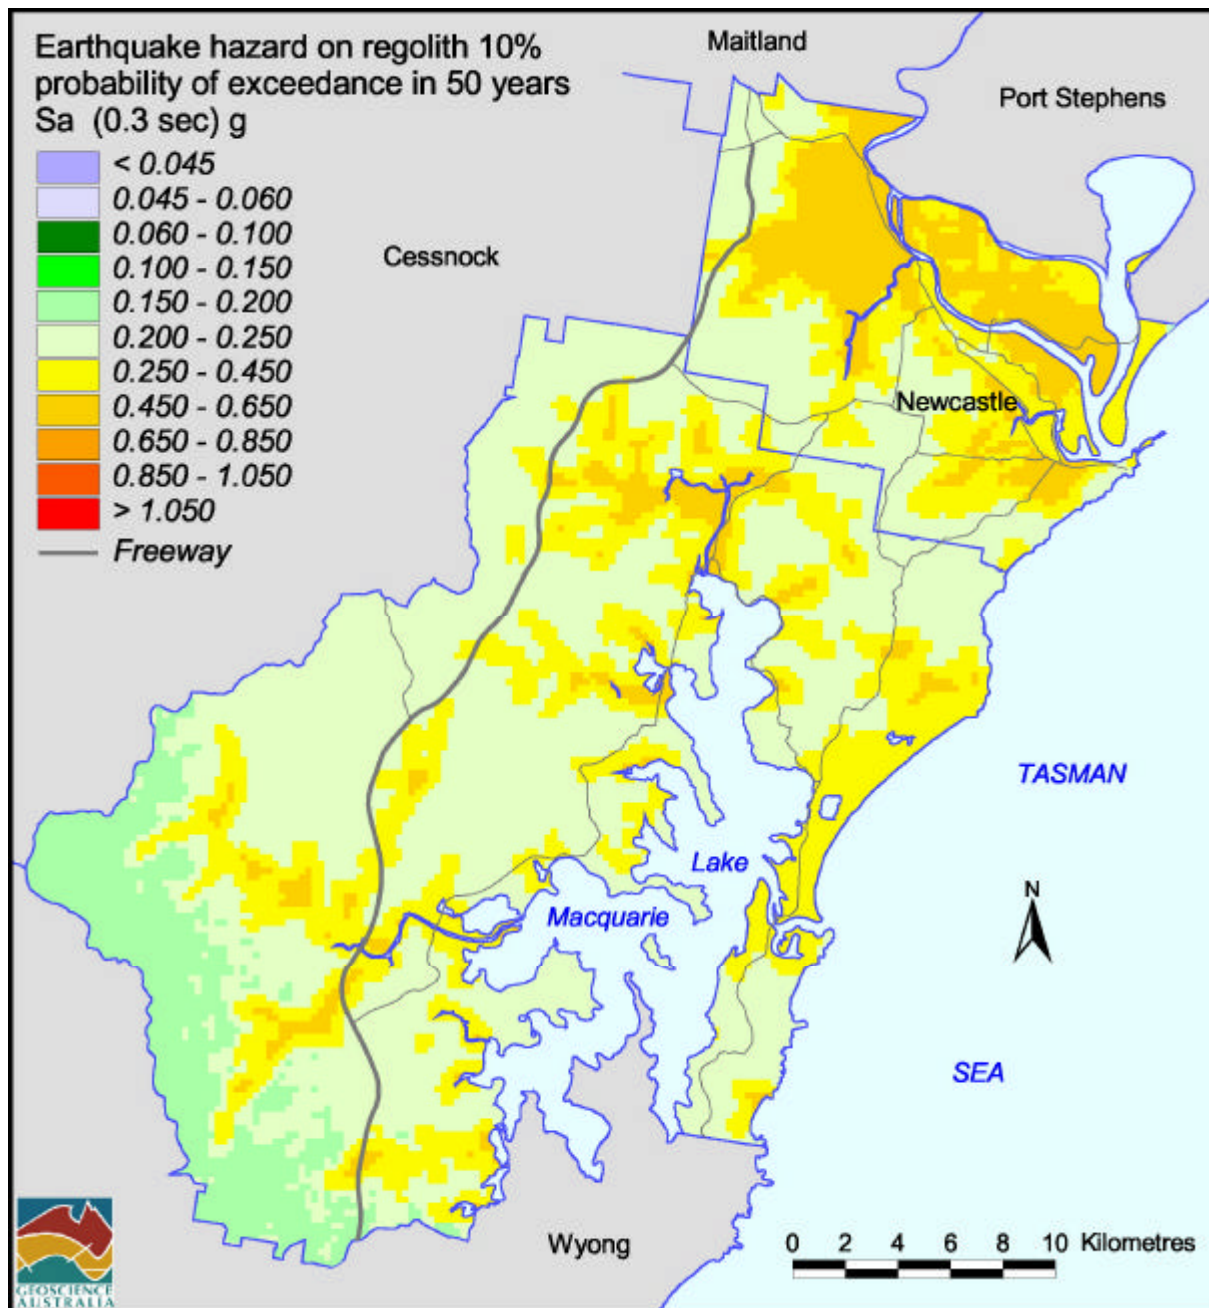 Earthquake hazard on regolith 10%
probability of exceedance in 50 years
Sa (0.3 sec) g
< 0.045
0.045 - 0.060
0.060 - 0.100
0.100 - 0.150
0.150 - 0.200
0.200 - 0.250
0.250 - 0.450
0.450 - 0.650
0.650 - 0.850
0.850 - 1.050
> 1.050
Freeway
Maitland
Port Stephens
Cessnock
Newcastle
TASMAN
Lake
Macquarie
N
SEA
Wyong
0 2 4 6 8 10 Kilometres
GEOSCIENCE
AUSTRALIA